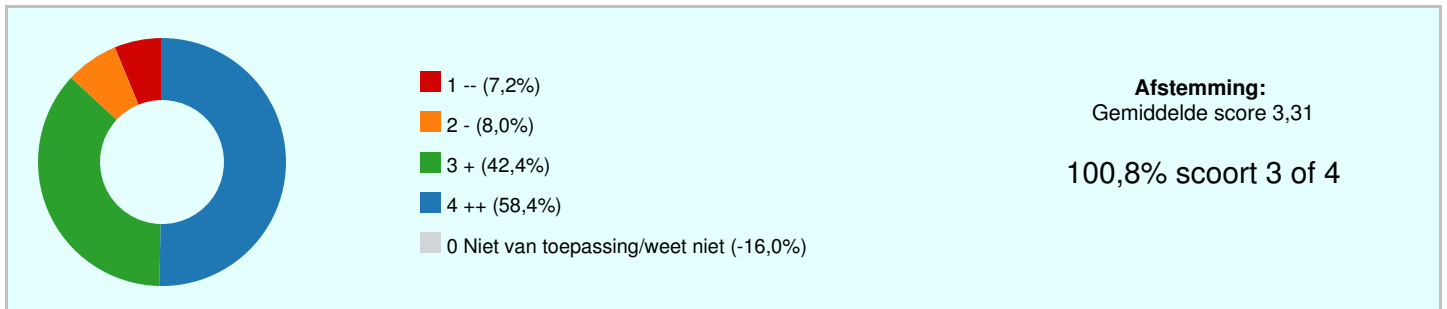 1 -- (7,2%)
2 - (8,0%)
3 + (42,4%)
4 ++ (58,4%)
0 Niet van toepassing/weet niet (-16,0%)
Afstemming:
Gemiddelde score 3,31
100,8% scoort 3 of 4